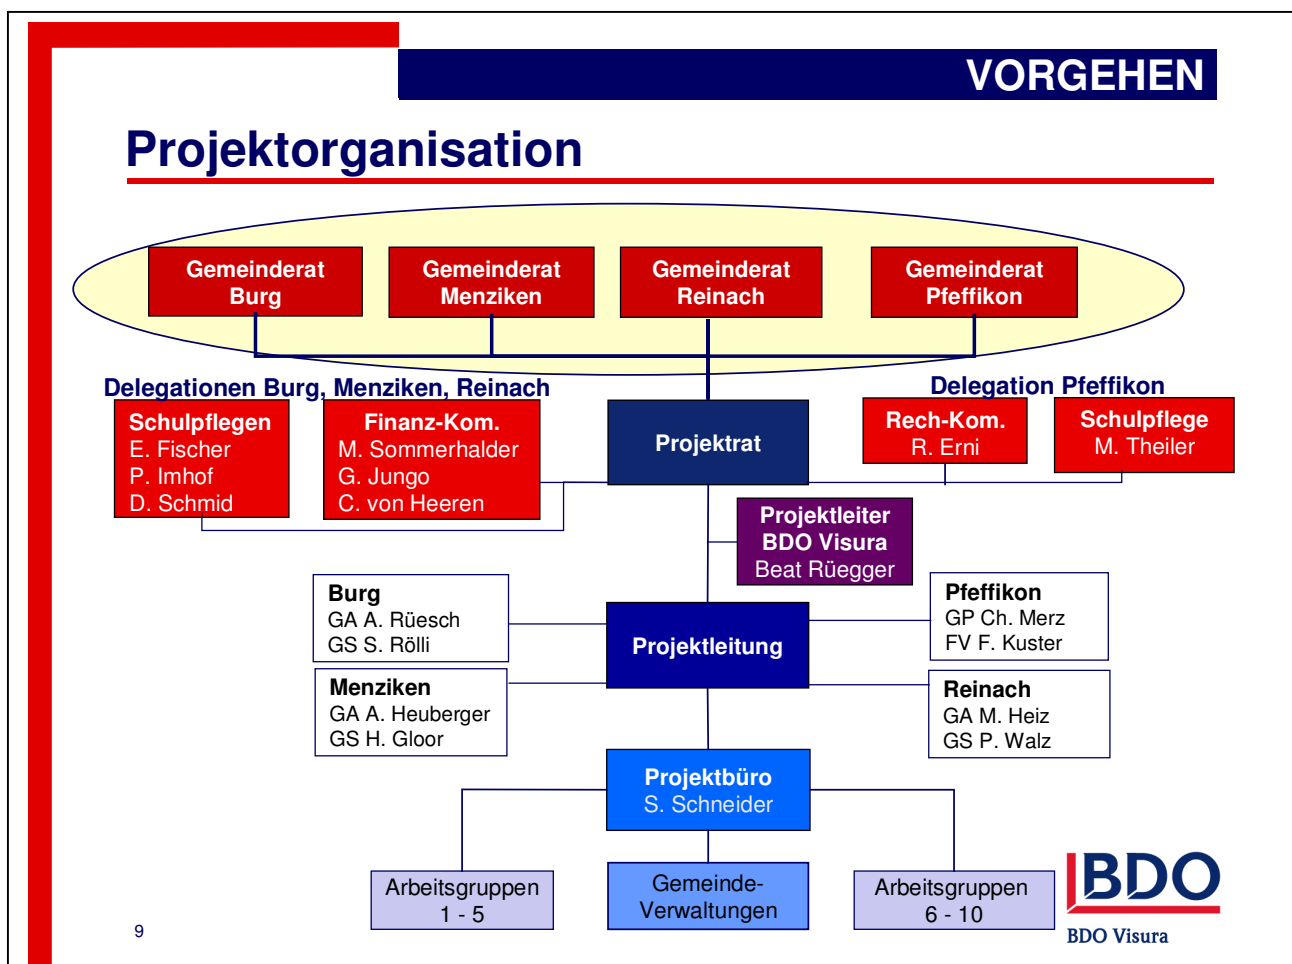 VORGEHEN
Projektorganisation
Gemeinderat
Burg
Gemeinderat
Menziken
Gemeinderat
Reinach
Gemeinderat
Pfeffikon
Delegationen Burg, Menziken, Reinach
Delegation Pfeffikon
Schulpflegen
E. Fischer
P. Imhof
D. Schmid
Finanz-Kom.
M. Sommerhalder
G. Jungo
C. von Heeren
Projektrat
Rech-Kom.
R. Erni
Schulpflege
M. Theiler
Projektleiter
BDO Visura
Beat Rüegger
Burg
GA A. Rüesch
GS S. Rölli
Projektleitung
Pfeffikon
GP Ch. Merz
FV F. Kuster
Menziken
GA A. Heuberger
GS H. Gloor
Reinach
GA M. Heiz
GS P. Walz
Projektbüro
S. Schneider
Arbeitsgruppen
1 - 5
Gemeinde-
Verwaltungen
Arbeitsgruppen
6 - 10
BDO
BDO Visura
9